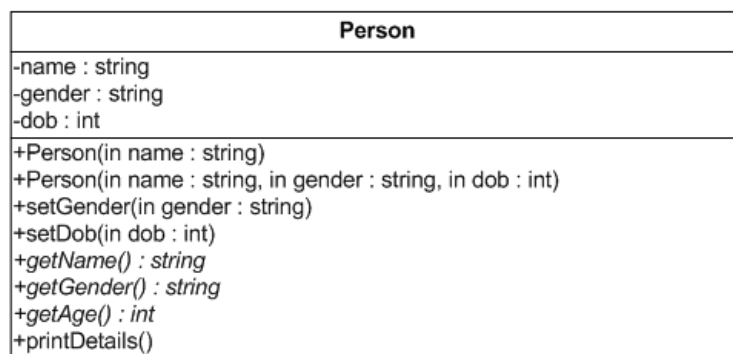 Person
-name : string
-gender : string
-dob : int
+Person(in name : string)
+Person(in name : string, in gender : string, in dob : int)
+setGender(in gender : string)
+setDob(in dob : int)
+getName() : string
+getGender() : string
+getAge() : int
+printDetails()